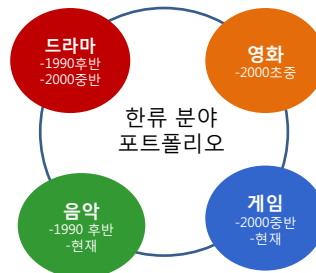 드라마
-1990후반
-2000중반
영화
-2000초중
한류 분야
포트폴리오
음악
-1990 후반
-현재
게임
-2000중반
-현재